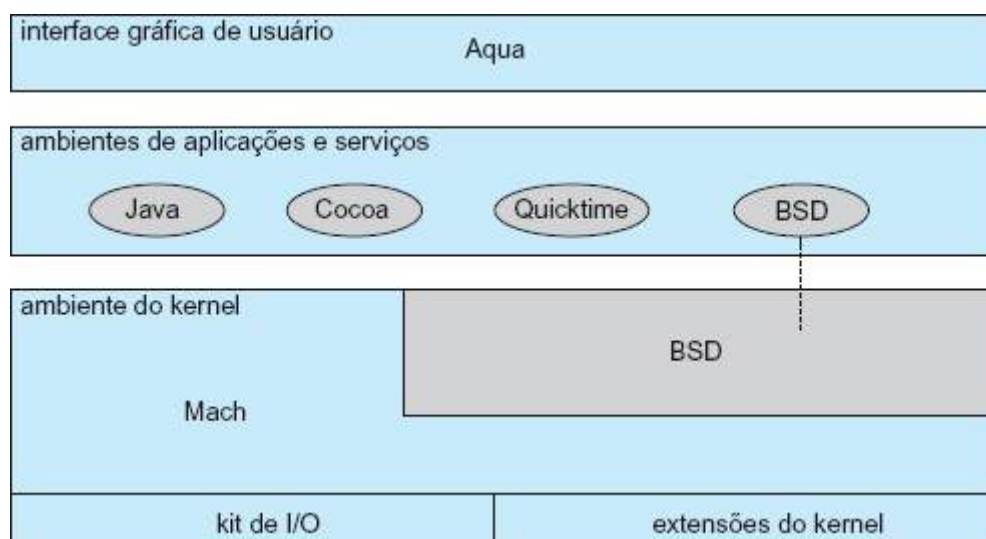 interface gráfica de usuário
Aqua
ambientes de aplicações e serviços
Java
Cocoa
Quicktime
BSD
ambiente do kernel
BSD
Mach
kit de I/O
extensões do kernel